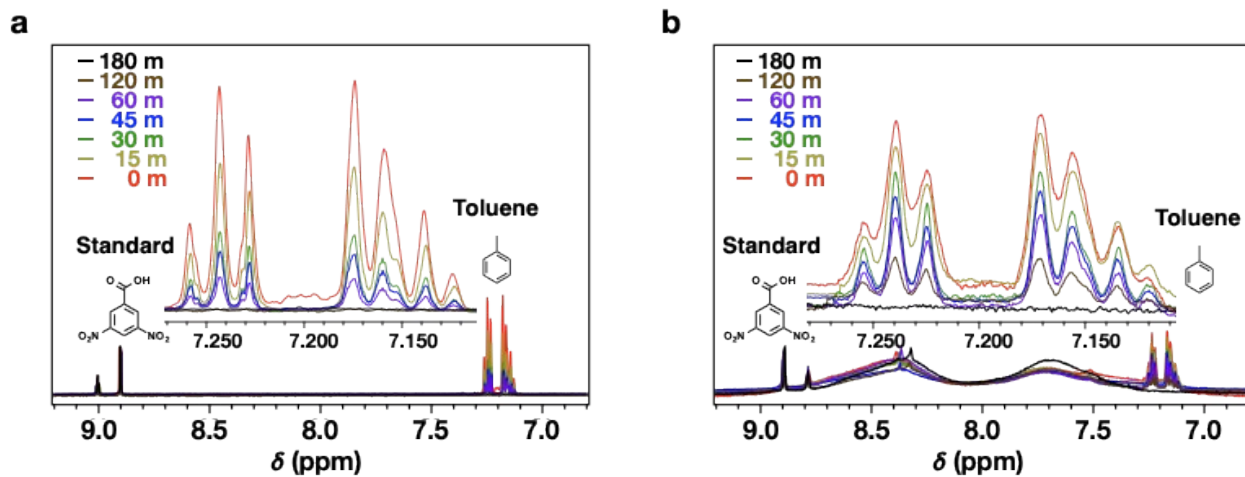 a
180 m
120 m
60 m
45 m
30 m
15 m
0 m
Standard
O
OH
O₂N
NO₂
Toluene
7.250
7.200
7.150
9.0
8.5
8.0
7.5
7.0
δ (ppm)
b
180 m
120 m
60 m
45 m
30 m
15 m
0 m
Standard
O
OH
O₂N
NO₂
Toluene
7.250
7.200
7.150
9.0
8.5
8.0
7.5
7.0
δ (ppm)